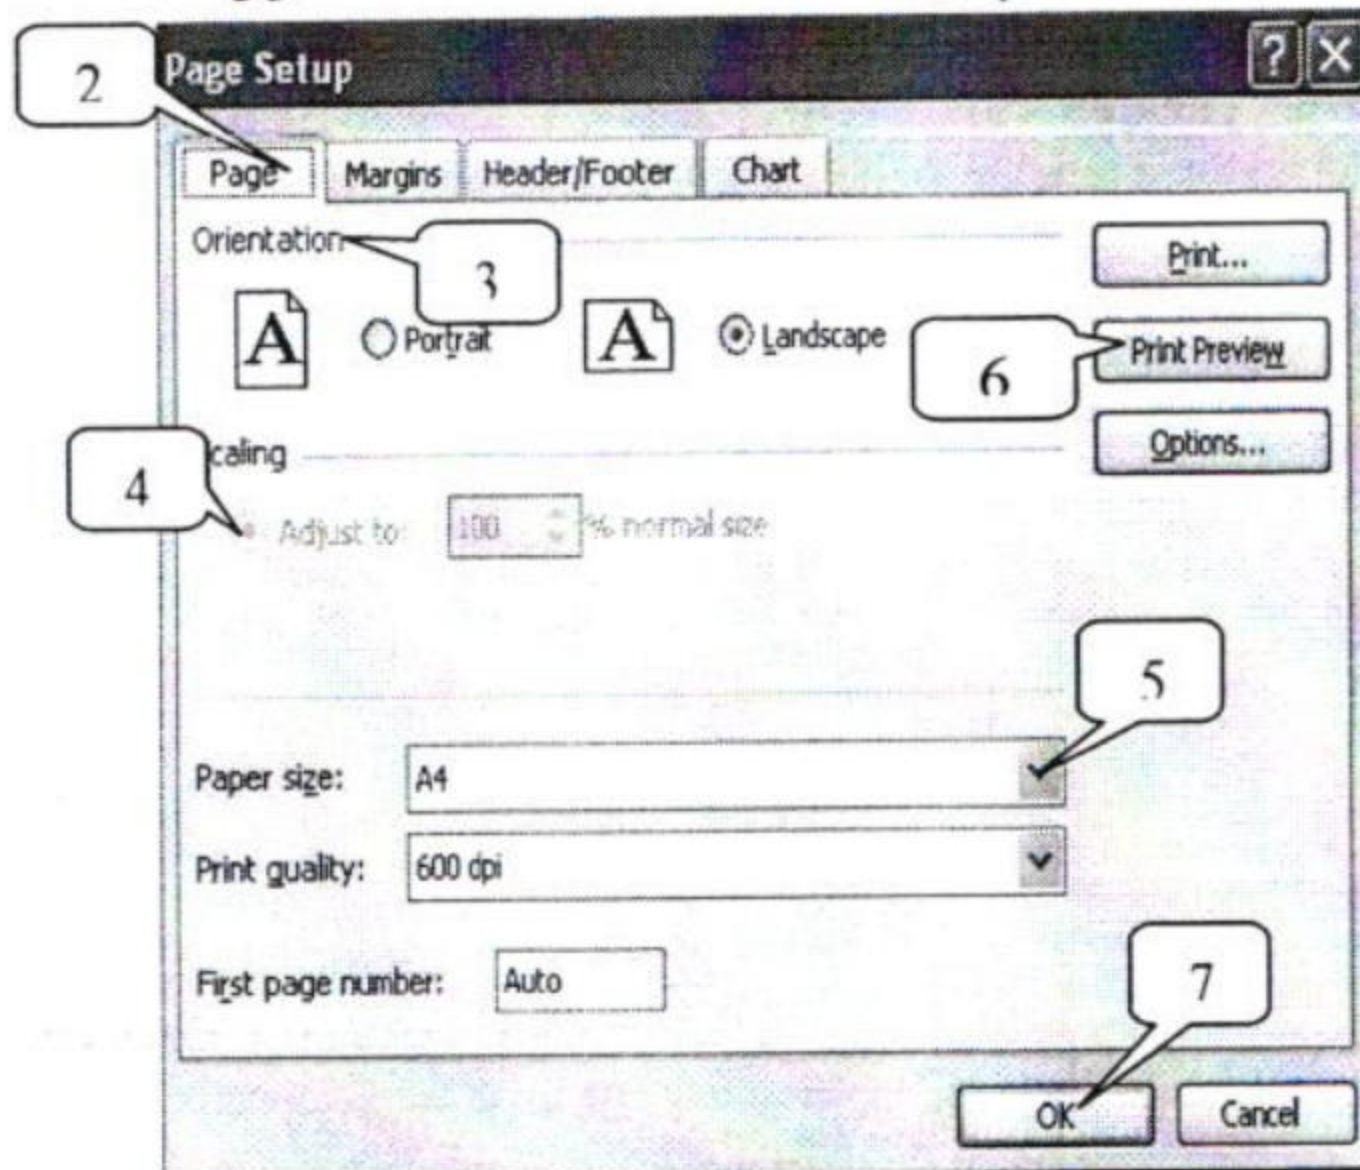 2
Page Setup
Page Margins Header/Footer Chart
Orientation
3
Print...
Portrait
Landscape
6
Print Preview
Options...
caling
4
Adjust to: 100 % normal size
5
Paper size: A4
Print quality: 600 dpi
First page number: Auto
7
OK Cancel